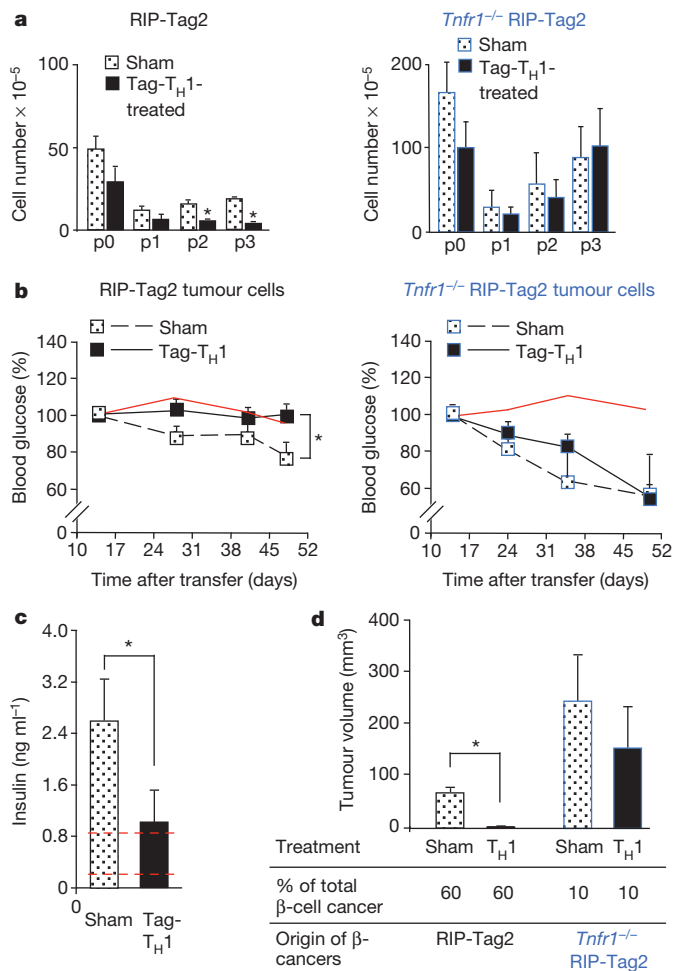 a
RIP-Tag2
Sham
Tag-TH1-
treated
Cell number × 10–5
100
50
0
* *
p0 p1 p2 p3
Tnfr1–/– RIP-Tag2
Sham
Tag-TH1-
treated
Cell number × 10–5
200
100
0
p0 p1 p2 p3
b
RIP-Tag2 tumour cells
Sham
Tag-TH1
Blood glucose (%)
140
120
100
80
60
0
*
10 17 24 31 38 45 52
Time after transfer (days)
Tnfr1–/– RIP-Tag2 tumour cells
Sham
Tag-TH1
Blood glucose (%)
140
120
100
80
60
0
10 17 24 31 38 45 52
Time after transfer (days)
c
Insulin (ng ml–1)
4.0
3.2
2.4
1.6
0.8
0
*
0
Sham Tag-
TH1
d
Tumour volume (mm3)
400
300
200
100
0
*
Treatment Sham TH1 Sham TH1
% of total
β-cell cancer
60 60 10 10
Origin of β-
cancers
RIP-Tag2
Tnfr1–/–
RIP-Tag2